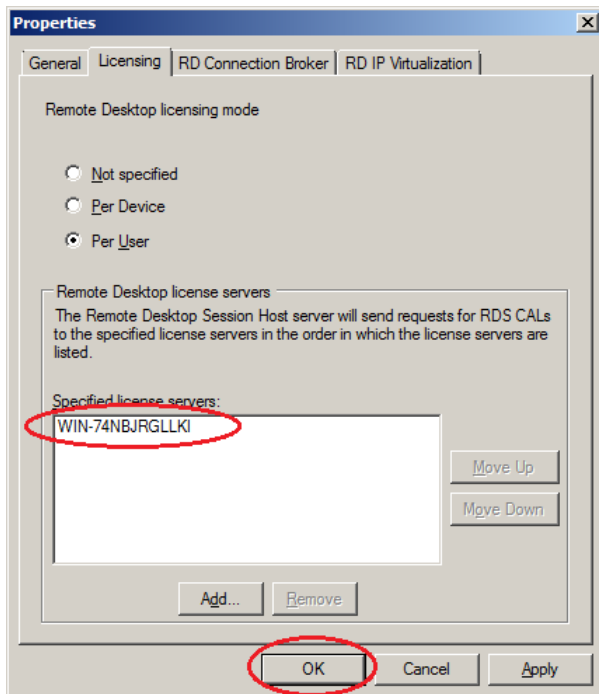 Properties
General Licensing RD Connection Broker RD IP Virtualization
Remote Desktop licensing mode
Not specified
Per Device
Per User
Remote Desktop license servers
The Remote Desktop Session Host server will send requests for RDS CALs
to the specified license servers in the order in which the license servers are
listed.
Specified license servers:
WIN-74NBJRGLLKI
Move Up
Move Down
Add... Remove
OK Cancel Apply